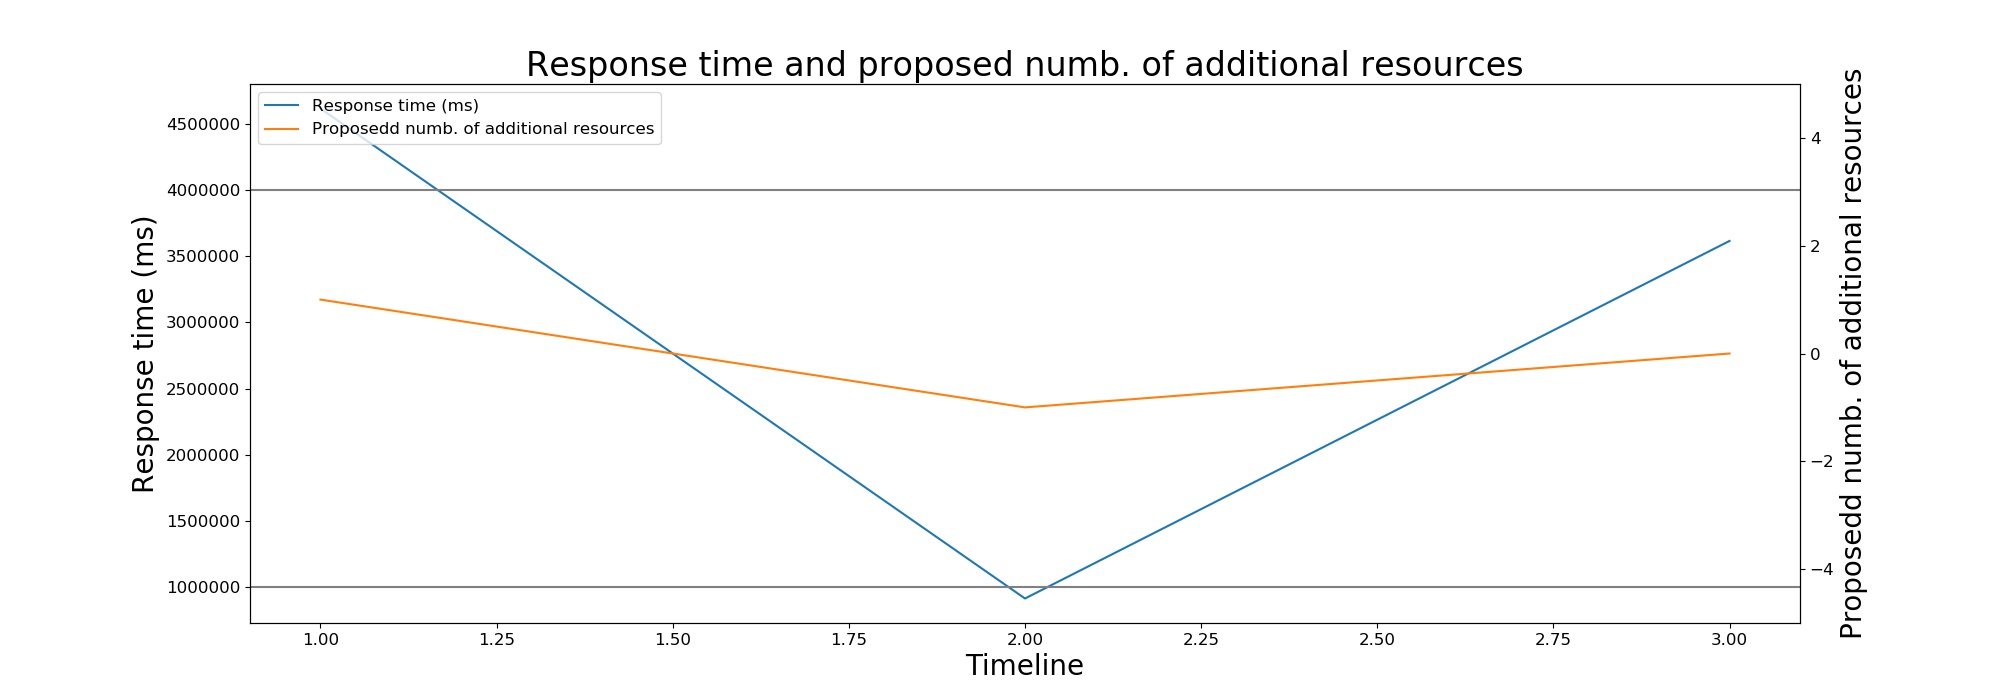 Response time and proposed numb. of additional resources
Response time (ms)
Proposedd numb. of additional resources
4500000
4000000
3500000
3000000
2500000
2000000
1500000
1000000
Response time (ms)
4
2
0
−2
−4
Proposedd numb. of additional resources
1.00 1.25 1.50 1.75 2.00 2.25 2.50 2.75 3.00
Timeline